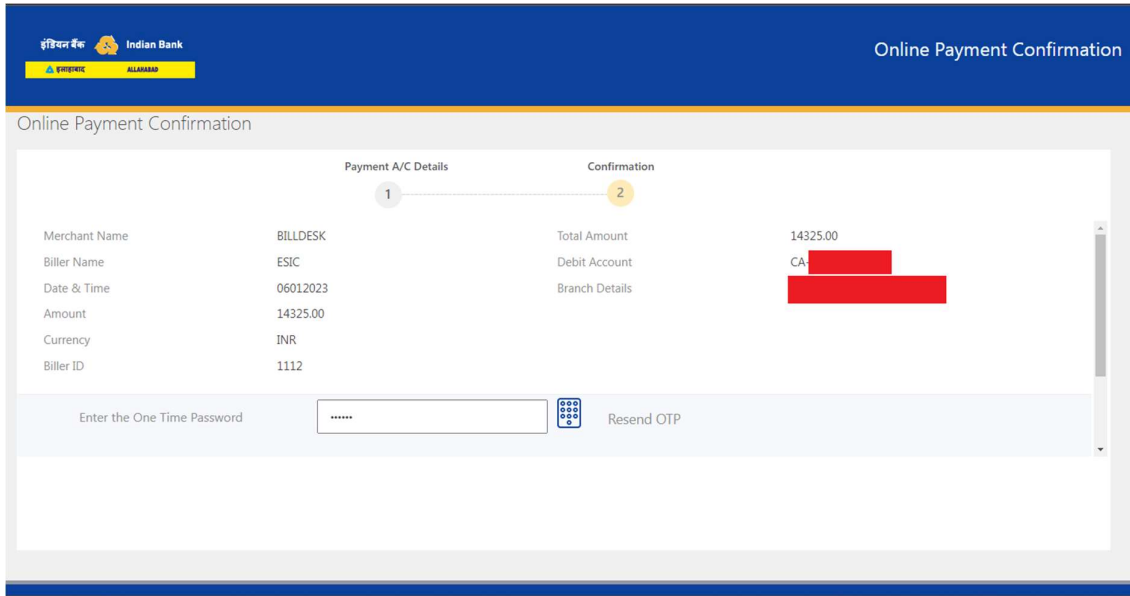 इंडियन बैंक Indian Bank
इलाहाबाद ALLAHABAD
Online Payment Confirmation
Online Payment Confirmation
Payment A/C Details Confirmation
1 2
Merchant Name BILLDESK Total Amount 14325.00
Biller Name ESIC Debit Account CA-
Date & Time 06012023 Branch Details
Amount 14325.00
Currency INR
Biller ID 1112
Enter the One Time Password •••••• Resend OTP